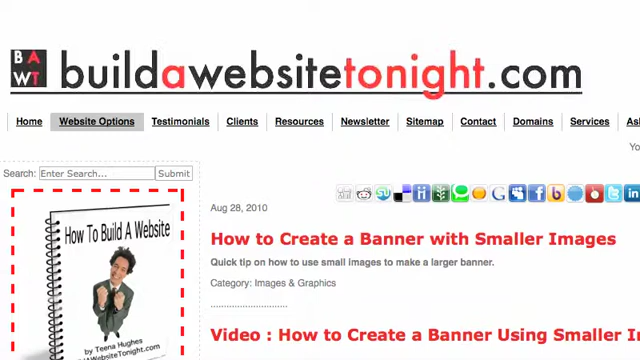 B A
W T
buildawebsitetonight.com
Home Website Options Testimonials Clients Resources Newsletter Sitemap Contact Domains Services
Search: Enter Search... Submit
Aug 28, 2010
How to Create a Banner with Smaller Images
Quick tip on how to use small images to make a larger banner.
Category: Images & Graphics
Video : How to Create a Banner Using Smaller
How To Build A Website
by Teena Hughes